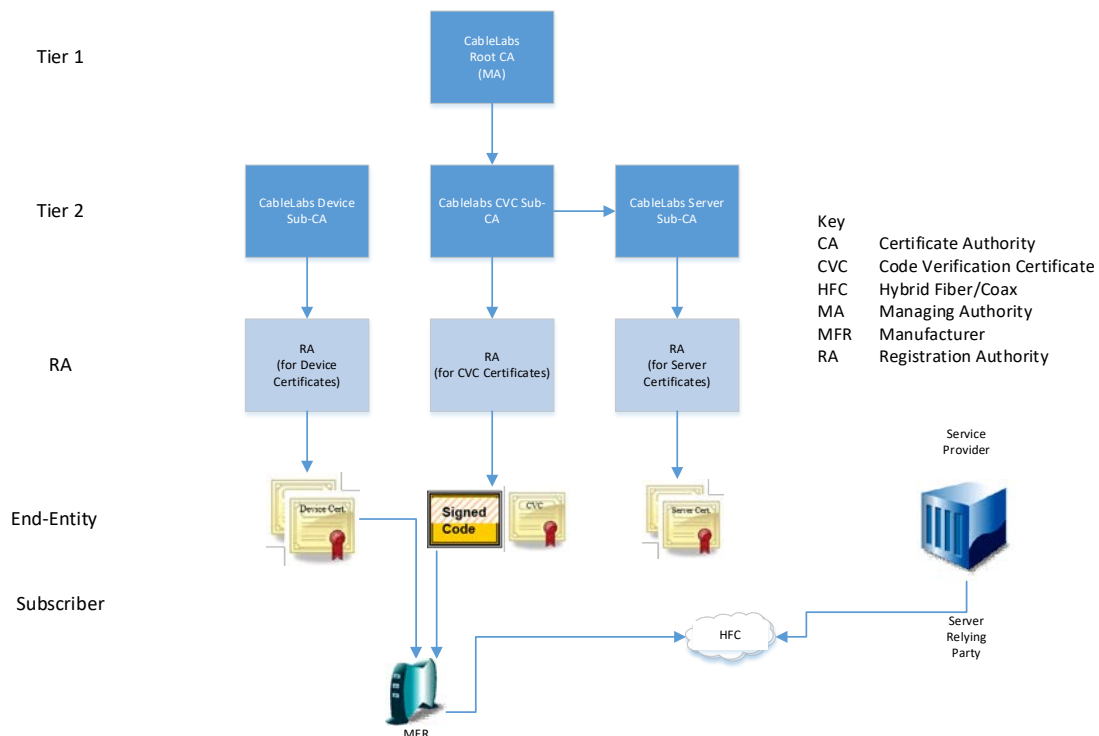 Tier 1
CableLabs
Root CA
(MA)
Tier 2
CableLabs Device
Sub-CA
Cablelabs CVC Sub-
CA
CableLabs Server
Sub-CA
Key
CA Certificate Authority
CVC Code Verification Certificate
HFC Hybrid Fiber/Coax
MA Managing Authority
MFR Manufacturer
RA Registration Authority
RA
RA
(for Device
Certificates)
RA
(for CVC Certificates)
RA
(for Server
Certificates)
Service
Provider
End-Entity
Device Cert.
Signed
Code
CVC
Server Cert.
Subscriber
HFC
Server
Relying
Party
MFR